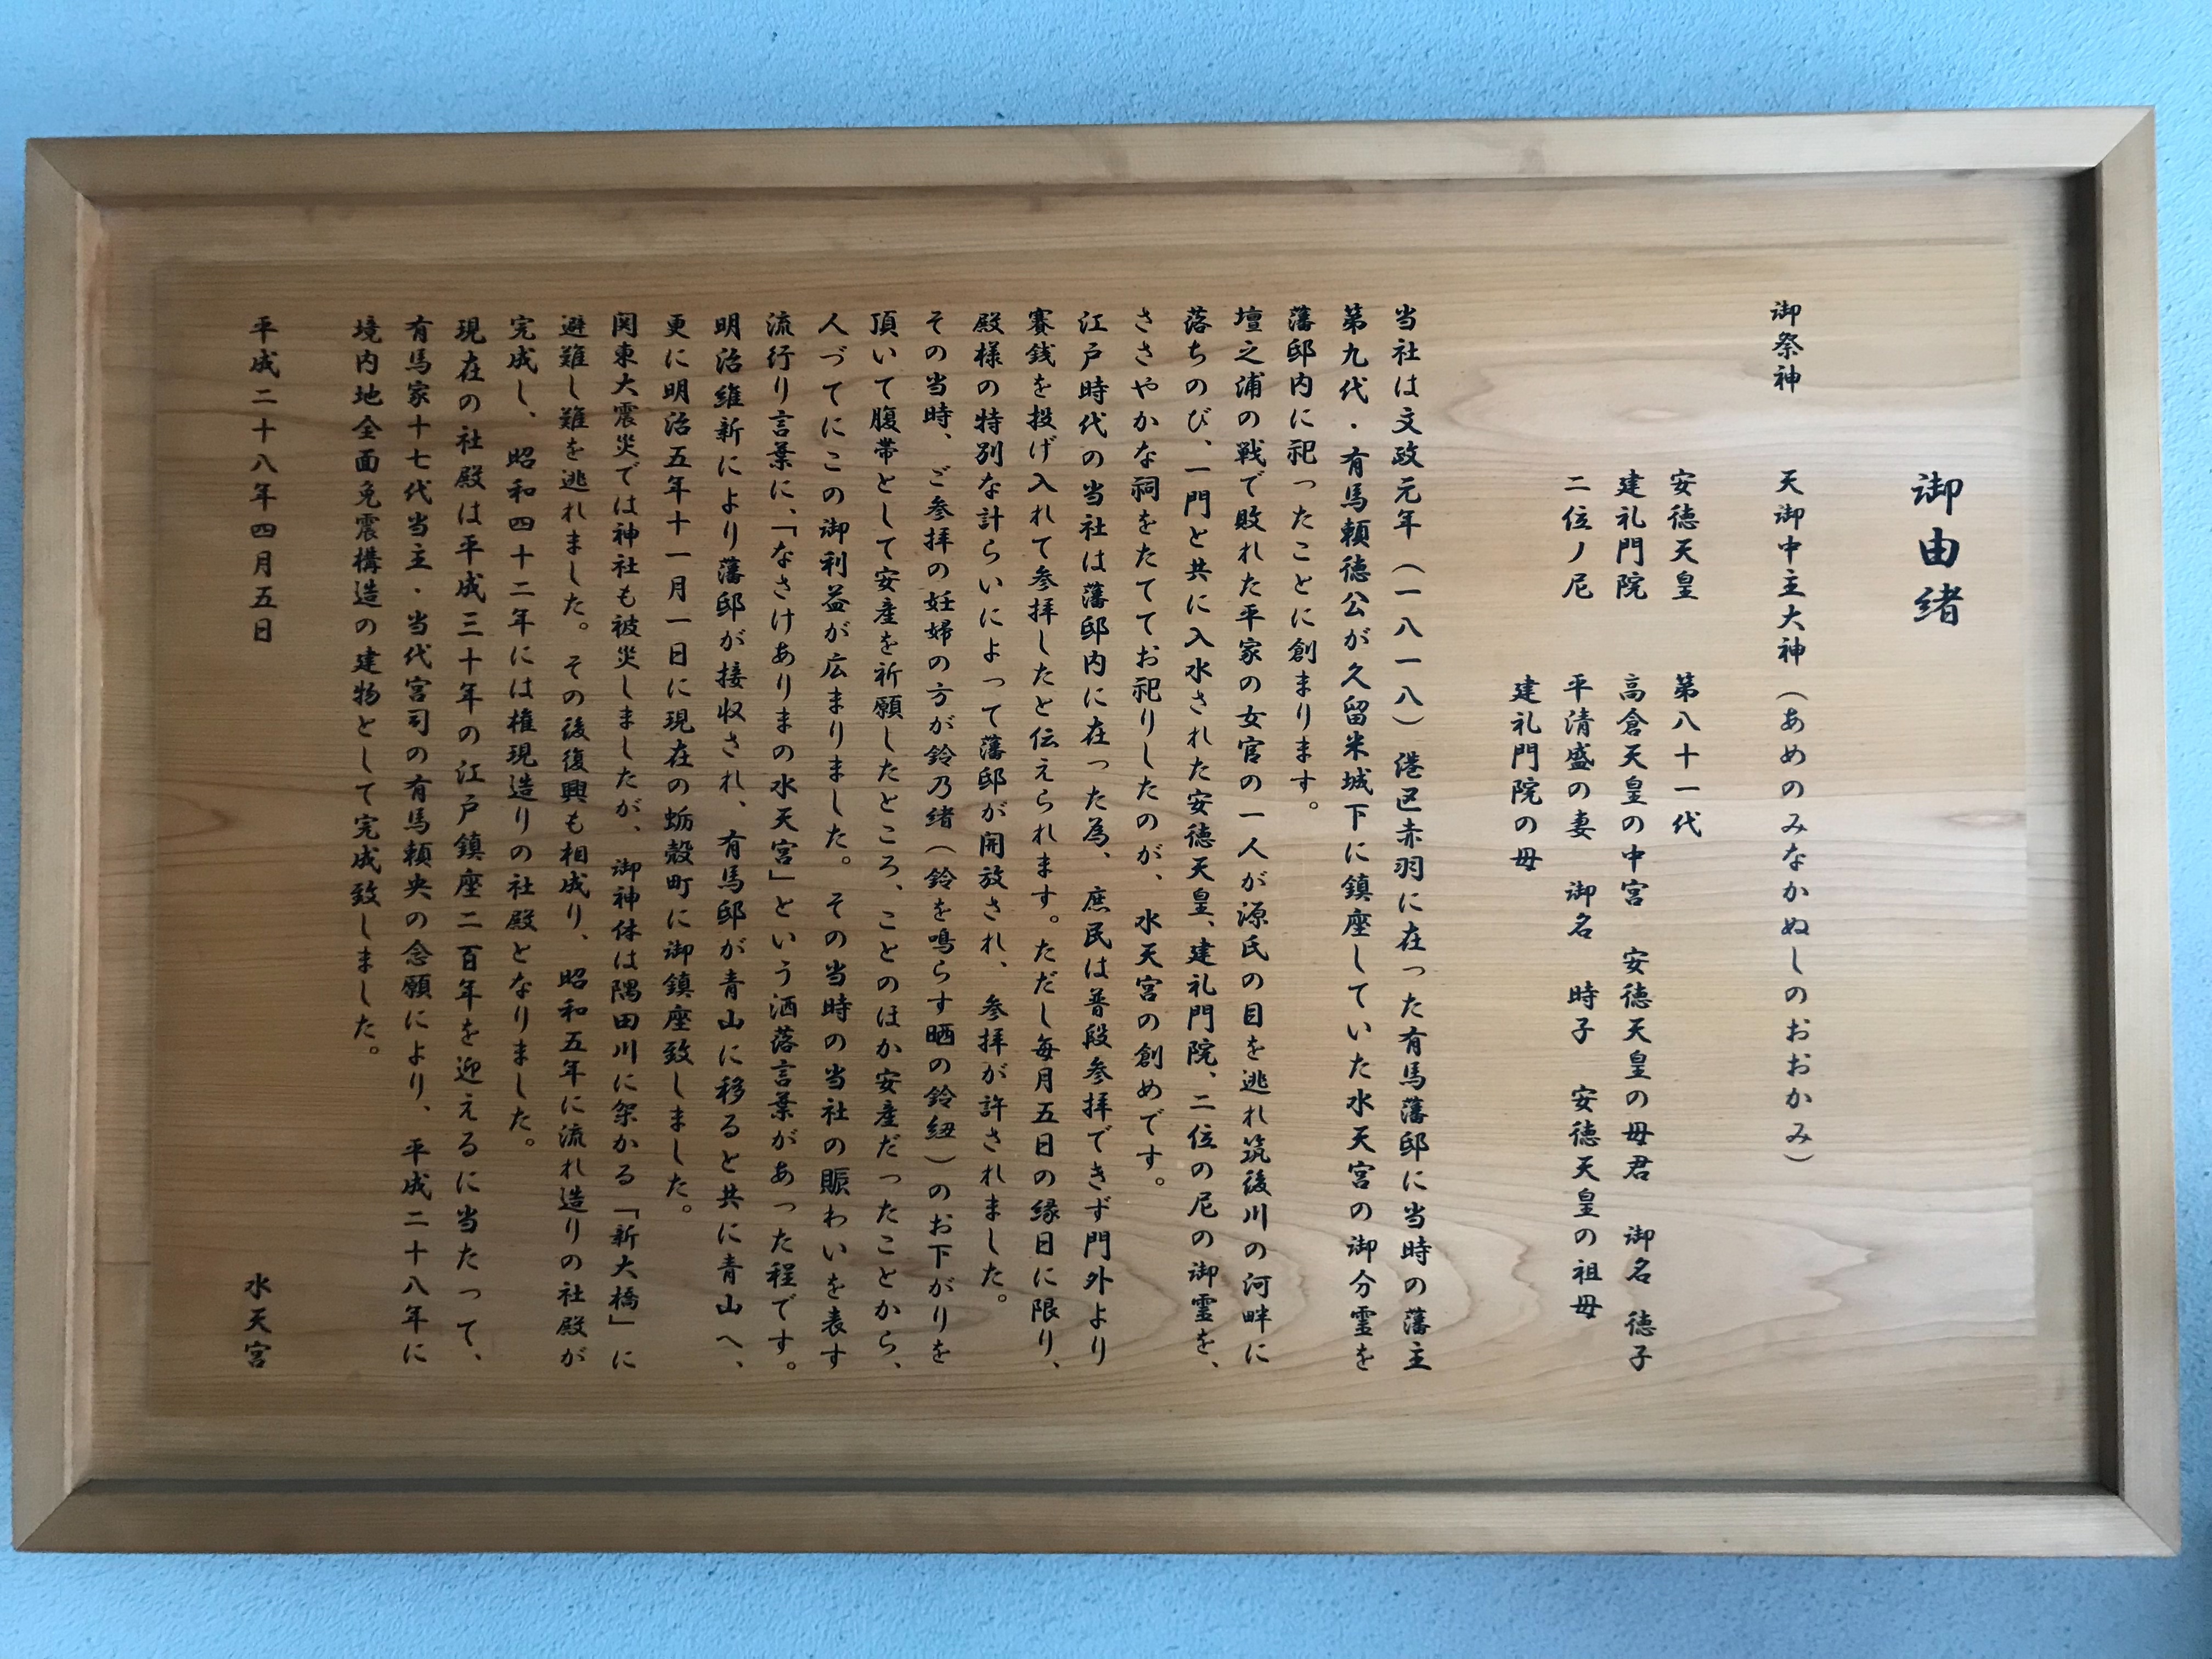 御由緒
御祭神　天御中主大神（あめのみなかぬしのおおかみ）
安徳天皇　第八十一代
建礼門院　高倉天皇の中宮　安徳天皇の母君　御名　徳子
二位ノ尼　平清盛の妻　御名　時子　安徳天皇の祖母
建礼門院の母
当社は文政元年（一八一八）港区赤羽に在った有馬藩邸に当時の藩主
第九代・有馬頼徳公が久留米城下に鎮座していた水天宮の御分霊を
藩邸内に祀ったことに創まります。
壇之浦の戦で敗れた平家の女官の一人が源氏の目を逃れ筑後川の河畔に
落ちのび、一門と共に入水された安徳天皇、建礼門院、二位の尼の御霊を、
ささやかな祠をたててお祀りしたのが、水天宮の創めです。
江戸時代の当社は藩邸内に在った為、庶民は普段参拝できず門外より
賽銭を投げ入れて参拝したと伝えられます。ただし毎月五日の縁日に限り、
殿様の特別な計らいによって藩邸が開放され、参拝が許されました。
その当時、ご参拝の妊婦の方が鈴乃緒（鈴を鳴らす晒の鈴紐）のお下がりを
頂いて腹帯として安産を祈願したところ、ことのほか安産だったことから、
人づてにこの御利益が広まりました。その当時の当社の賑わいを表す
流行り言葉に、「なさけありまの水天宮」という洒落言葉があった程です。
明治維新により藩邸が接収され、有馬邸が青山に移ると共に青山へ、
更に明治五年十一月一日に現在の蛎殻町に御鎮座致しました。
関東大震災では神社も被災しましたが、御神体は隅田川に架かる「新大橋」に
避難し難を逃れました。その後復興も相成り、昭和五年に流れ造りの社殿が
完成し、昭和四十二年には権現造りの社殿となりました。
現在の社殿は平成三十年の江戸鎮座二百年を迎えるに当たって、
有馬家十七代当主・当代宮司の有馬頼央の念願により、平成二十八年に
境内地全面免震構造の建物として完成致しました。
平成二十八年四月五日
水天宮